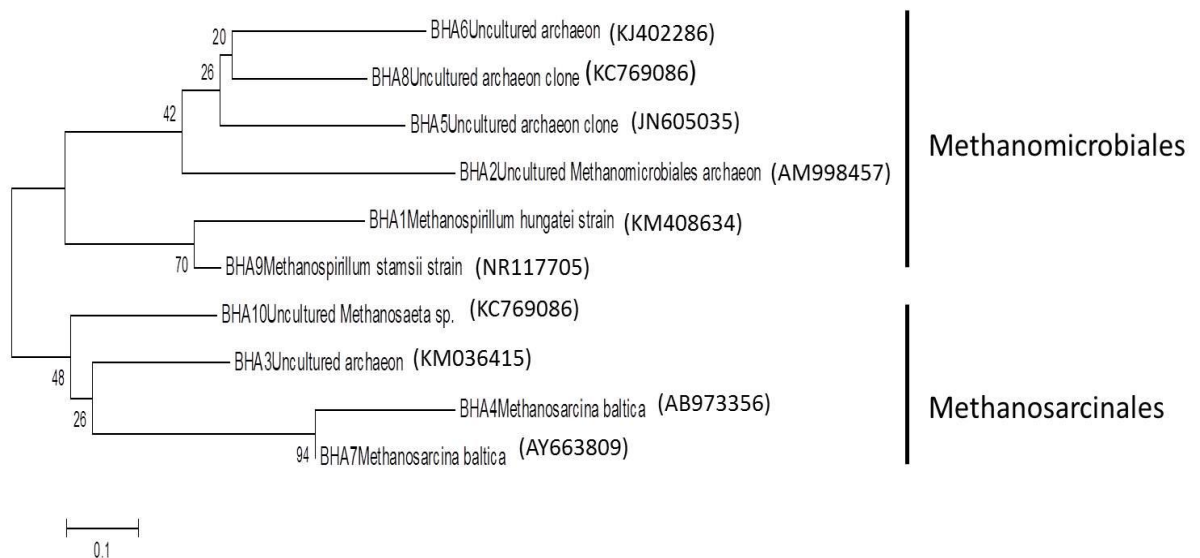 BHA6Uncultured archaeon (KJ402286)
20
BHA8Uncultured archaeon clone (KC769086)
26
BHA5Uncultured archaeon clone (JN605035)
42
BHA2Uncultured Methanomicrobiales archaeon (AM998457)
Methanomicrobiales
BHA1Methanospirillum hungatei strain (KM408634)
70
BHA9Methanospirillum stamsii strain (NR117705)
BHA10Uncultured Methanosaeta sp. (KC769086)
BHA3Uncultured archaeon (KM036415)
48
26
BHA4Methanosarcina baltica (AB973356)
Methanosarcinales
94
BHA7Methanosarcina baltica (AY663809)
0.1